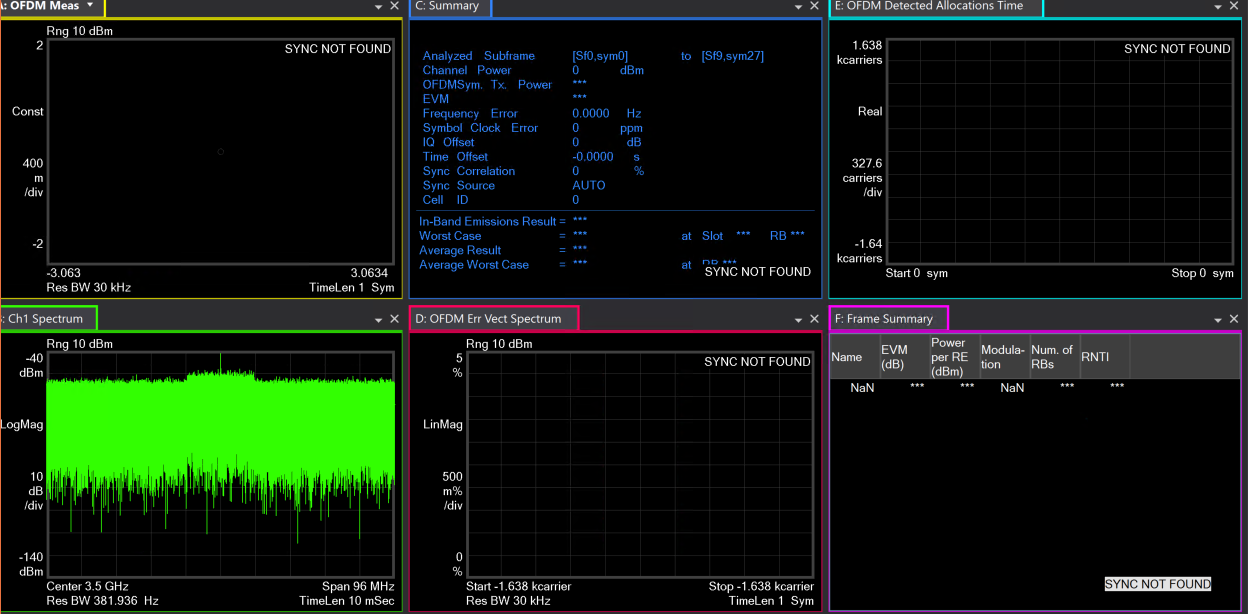 A: OFDM Meas
Rng 10 dBm
2
SYNC NOT FOUND
Const
400
m
/div
-2
-3.063
3.0634
Res BW 30 kHz
TimeLen 1 Sym
C: Summary
Analyzed Subframe [Sf0,sym0] to [Sf9,sym27]
Channel Power 0 dBm
OFDMSym. Tx. Power ***
EVM ***
Frequency Error 0.0000 Hz
Symbol Clock Error 0 ppm
IQ Offset 0 dB
Time Offset -0.0000 s
Sync Correlation 0 %
Sync Source AUTO
Cell ID 0
In-Band Emissions Result = ***
Worst Case = *** at Slot *** RB ***
Average Result = ***
Average Worst Case = *** at RB ***
SYNC NOT FOUND
E: OFDM Detected Allocations Time
1.638
kcarriers
SYNC NOT FOUND
Real
327.6
carriers
/div
-1.64
kcarriers
Start 0 sym
Stop 0 sym
: Ch1 Spectrum
Rng 10 dBm
-40
dBm
LogMag
10
dB
/div
-140
dBm
Center 3.5 GHz
Span 96 MHz
Res BW 381.936 Hz
TimeLen 10 mSec
D: OFDM Err Vect Spectrum
Rng 10 dBm
5
%
SYNC NOT FOUND
LinMag
500
m%
/div
0
%
Start -1.638 kcarrier
Stop -1.638 kcarrier
Res BW 30 kHz
TimeLen 1 Sym
F: Frame Summary
Name EVM (dB) Power per RE (dBm) Modula-tion Num. of RBs RNTI
NaN *** *** NaN *** ***
SYNC NOT FOUND